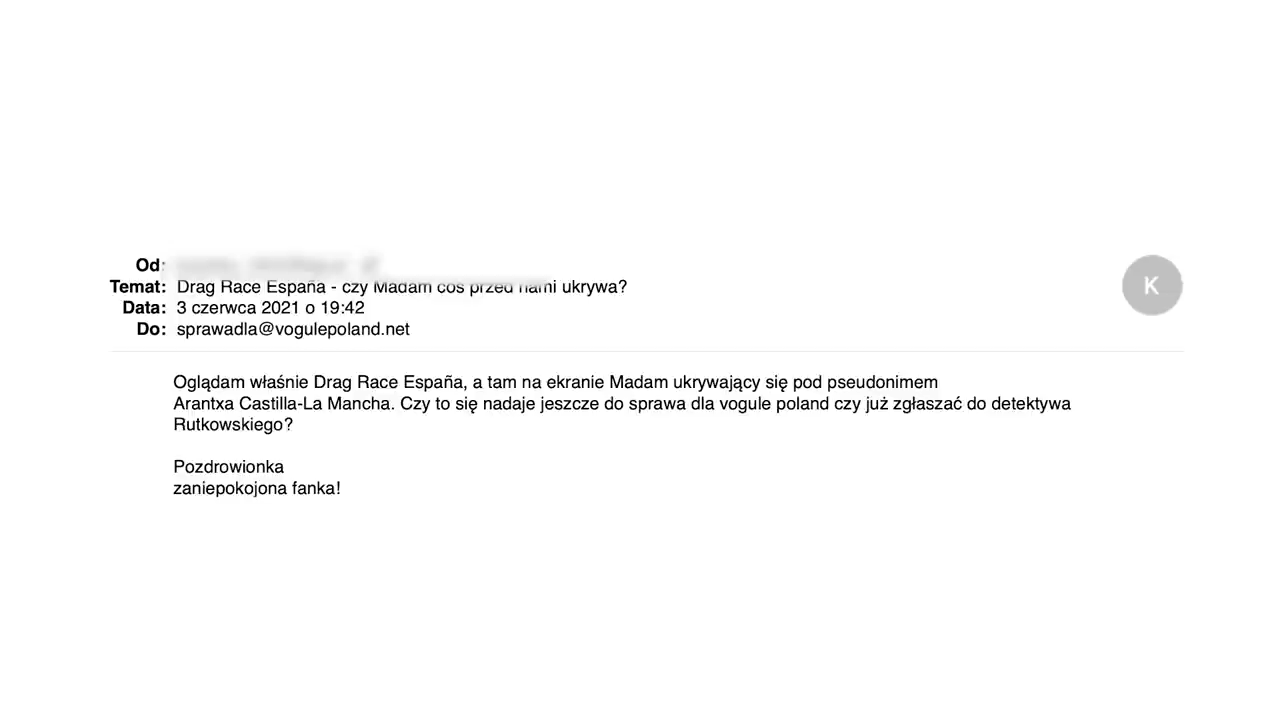 Od:
Temat: Drag Race España - czy Madam coś przed nami ukrywa?
Data: 3 czerwca 2021 o 19:42
Do: sprawadla@vogulepoland.net
K
Oglądam właśnie Drag Race España, a tam na ekranie Madam ukrywający się pod pseudonimem
Arantxa Castilla-La Mancha. Czy to się nadaje jeszcze do sprawa dla vogule poland czy już zgłaszać do detektywa
Rutkowskiego?
Pozdrowionka
zaniepokojona fanka!